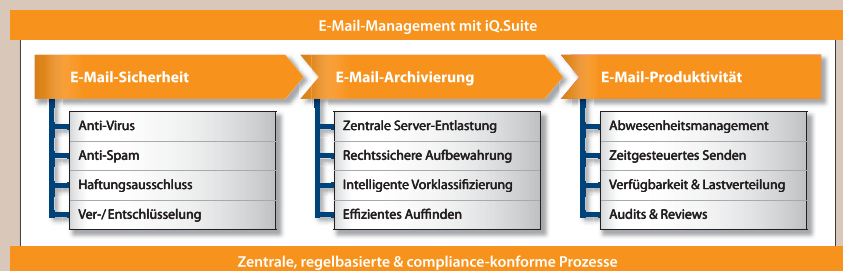 E-Mail-Management mit iQ.Suite
E-Mail-Sicherheit
Anti-Virus
Anti-Spam
Haftungsausschluss
Ver-/Entschlüsselung
E-Mail-Archivierung
Zentrale Server-Entlastung
Rechtssichere Aufbewahrung
Intelligente Vorklassifizierung
Effizientes Auffinden
E-Mail-Produktivität
Abwesenheitsmanagement
Zeitgesteuertes Senden
Verfügbarkeit & Lastverteilung
Audits & Reviews
Zentrale, regelbasierte & compliance-konforme Prozesse